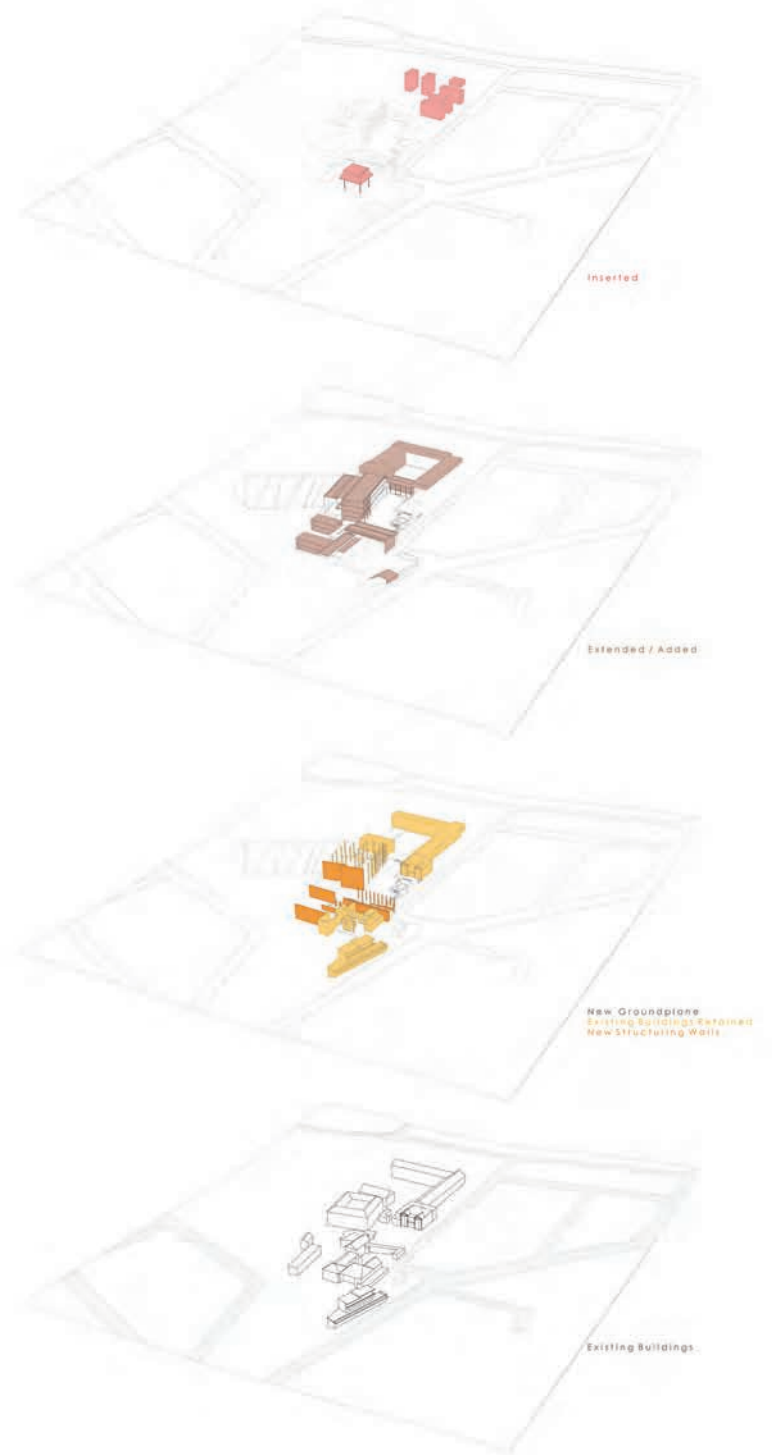 Inserted
Extended / Added
New Groundplane
Existing Buildings Retained
New Structuring Walls
Existing Buildings